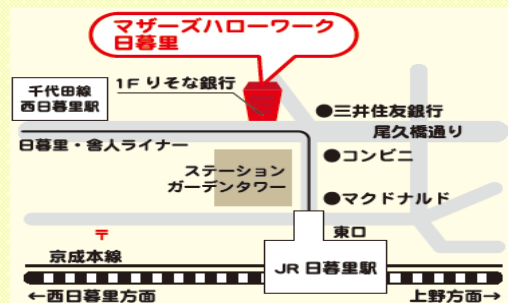 マザーズハローワーク
日暮里
1F りそな銀行
千代田線
西日暮里駅
●三井住友銀行
尾久橋通り
日暮里・舎人ライナー
●コンビニ
ステーション
ガーデンタワー
●マクドナルド
〒
東口
京成本線
JR 日暮里駅
←西日暮里方面
上野方面→